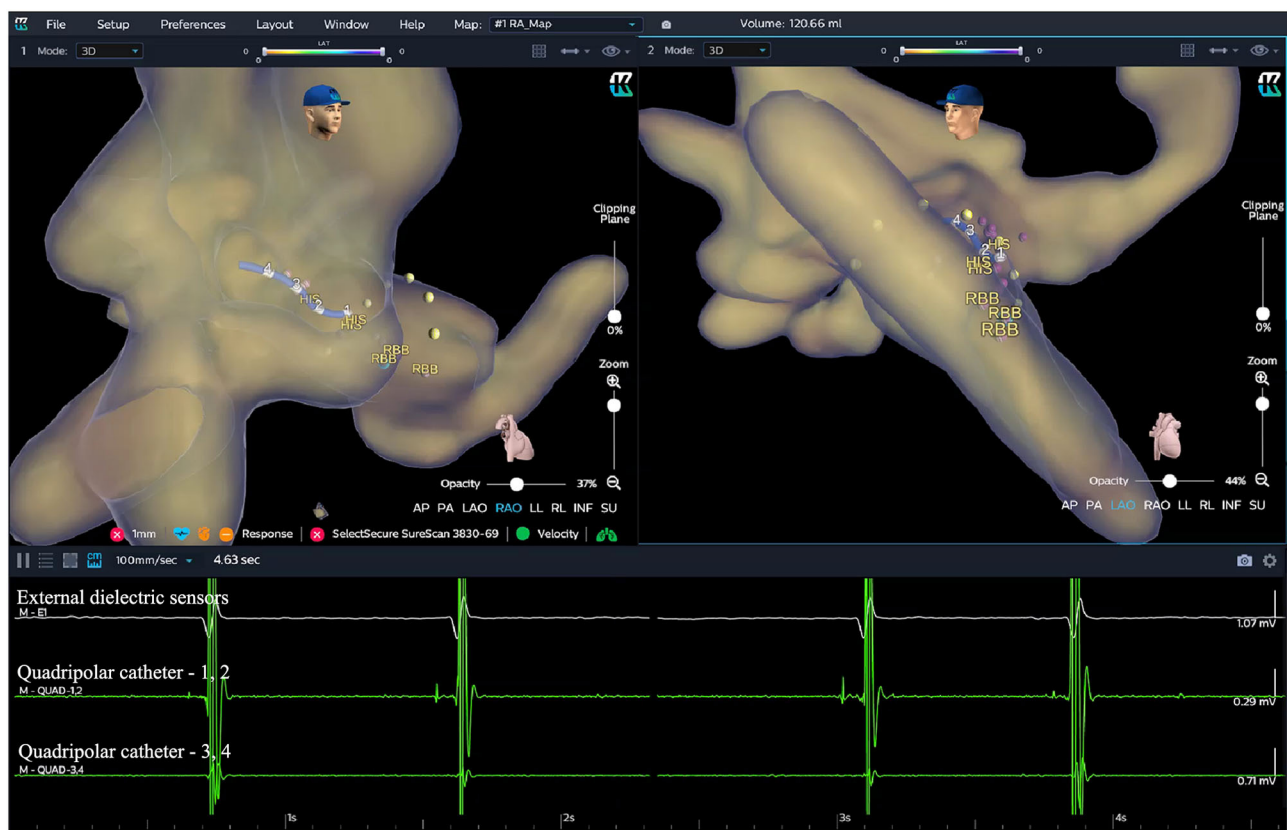 File Setup Preferences Layout Window Help Map: #1 RA_Map Volume: 120.66 ml
1 Mode: 3D 0 LAT 0
0 0
2 Mode: 3D 0 LAT 0
0 0
4
3
HIS
2
1
HIS
HIS
RBB
RBB
RBB
Clipping
Plane
0%
Zoom
Opacity 37%
AP PA LAO RAO LL RL INF SU
1mm Response SelectSecure SureScan 3830-69 Velocity
4
3
HIS
2
1
HIS
HIS
RBB
RBB
RBB
Clipping
Plane
0%
Zoom
Opacity 44%
AP PA LAO RAO LL RL INF SU
cm 100mm/sec 4.63 sec
External dielectric sensors
M - E1
1.07 mV
Quadripolar catheter - 1, 2
M - QUAD-1,2
0.29 mV
Quadripolar catheter - 3, 4
M - QUAD-3,4
0.71 mV
1s 2s 3s 4s